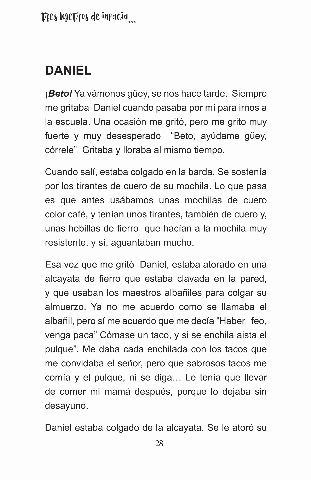 Tres ... de infancia...
DANIEL
¡Beto! Ya vámonos güey, se nos hace tarde. Siempre
me gritaba Daniel cuando pasaba por mí para irnos a
la escuela. Una ocasión me gritó, pero me grito muy
fuerte y muy desesperado "Beto, ayúdame güey,
córrele" Gritaba y lloraba al mismo tiempo.
Cuando salí, estaba colgado en la barda. Se sostenía
por los tirantes de cuero de su mochila. Lo que pasa
es que antes usábamos unas mochilas de cuero
color café, y tenían unos tirantes, también de cuero y,
unas hebillas de fierro que hacían a la mochila muy
resistente, y sí, aguantaban mucho.
Esa vez que me gritó Daniel, estaba atorado en una
alcayata de fierro que estaba clavada en la pared,
y que usaban los maestros albañiles para colgar su
almuerzo. Ya no me acuerdo como se llamaba el
albañil, pero sí me acuerdo que me decía "Haber feo,
venga paca" Cómase un taco, y si se enchila aista el
pulque". Me daba cada enchilada con los tacos que
me convidaba el señor, pero que sabrosos tacos me
comía y el pulque, ni se diga... Le tenía que llevar
de comer mi mamá después, porque lo dejaba sin
desayuno.
Daniel estaba colgado de la alcayata. Se le atoró su
28